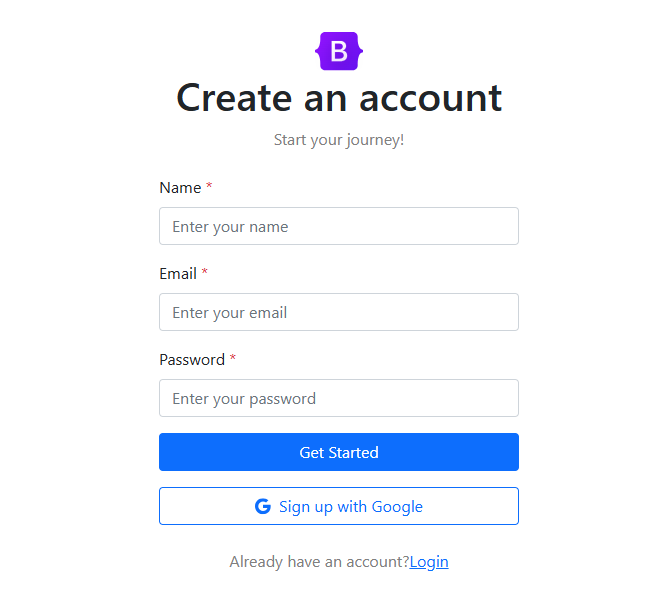 B
Create an account
Start your journey!
Name *
Enter your name
Email *
Enter your email
Password *
Enter your password
Get Started
G Sign up with Google
Already have an account?Login